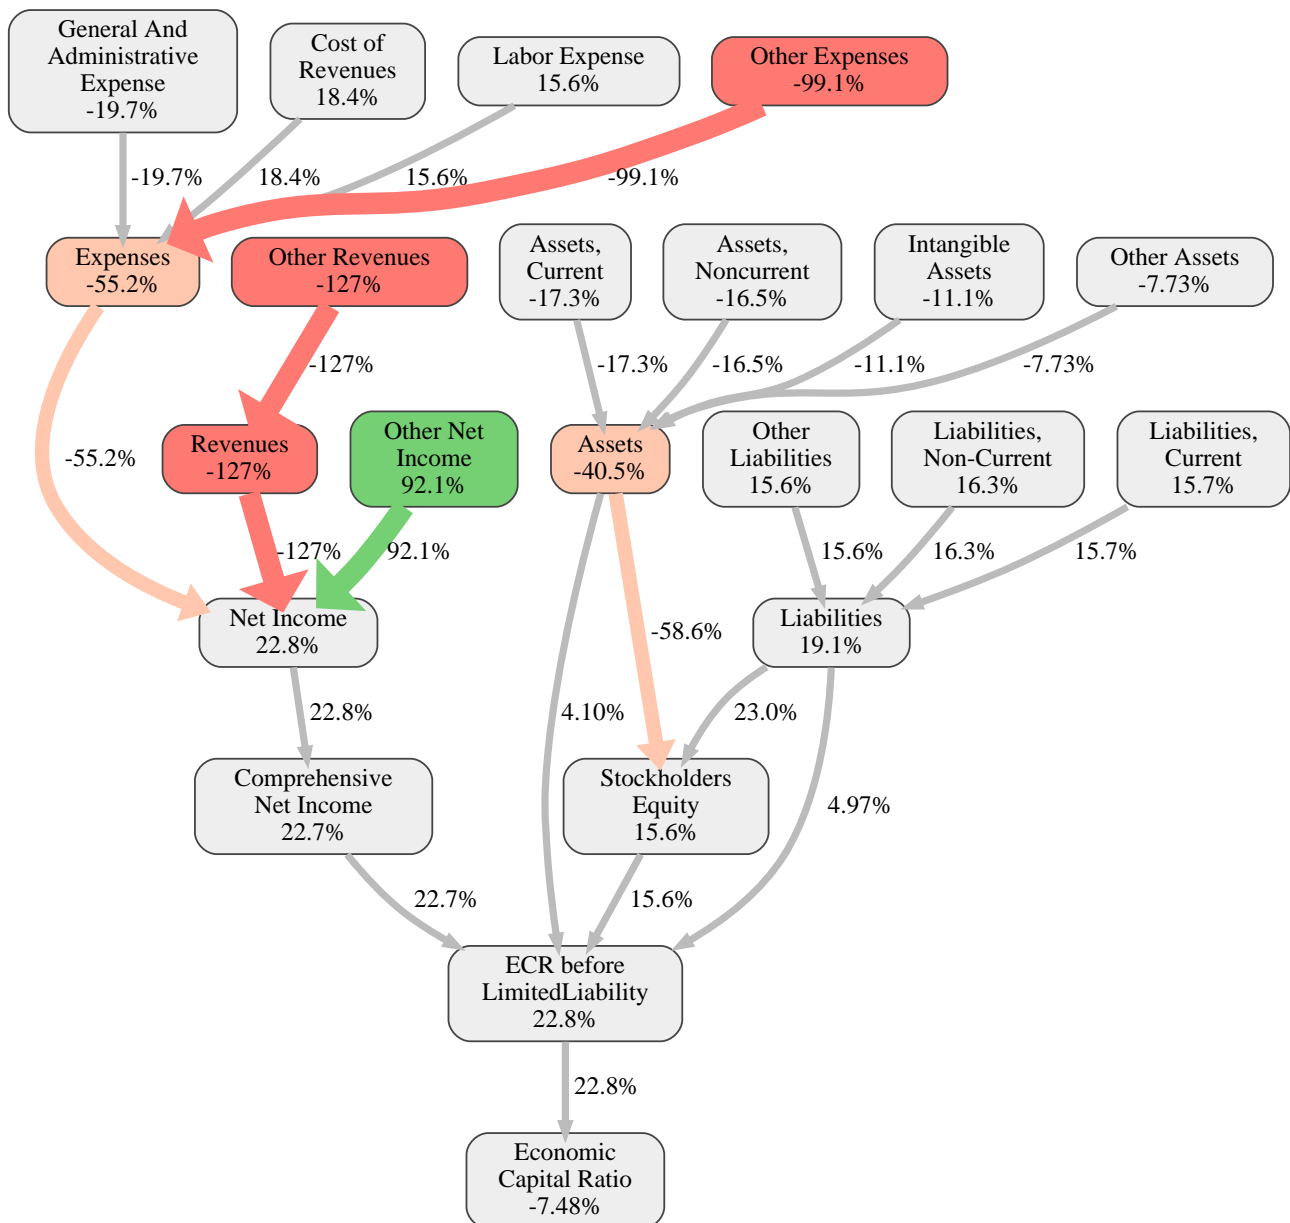 General And
Administrative
Expense
-19.7%
Cost of
Revenues
18.4%
Labor Expense
15.6%
Other Expenses
-99.1%
-19.7%
18.4%
15.6%
-99.1%
Expenses
-55.2%
Other Revenues
-127%
Assets,
Current
-17.3%
Assets,
Noncurrent
-16.5%
Intangible
Assets
-11.1%
Other Assets
-7.73%
-127%
-17.3%
-16.5%
-11.1%
-7.73%
-55.2%
Revenues
-127%
Other Net
Income
92.1%
Assets
-40.5%
Other
Liabilities
15.6%
Liabilities,
Non-Current
16.3%
Liabilities,
Current
15.7%
-127%
92.1%
15.6%
16.3%
15.7%
Net Income
22.8%
-58.6%
Liabilities
19.1%
22.8%
4.10%
23.0%
Comprehensive
Net Income
22.7%
Stockholders
Equity
15.6%
4.97%
22.7%
15.6%
ECR before
LimitedLiability
22.8%
22.8%
Economic
Capital Ratio
-7.48%